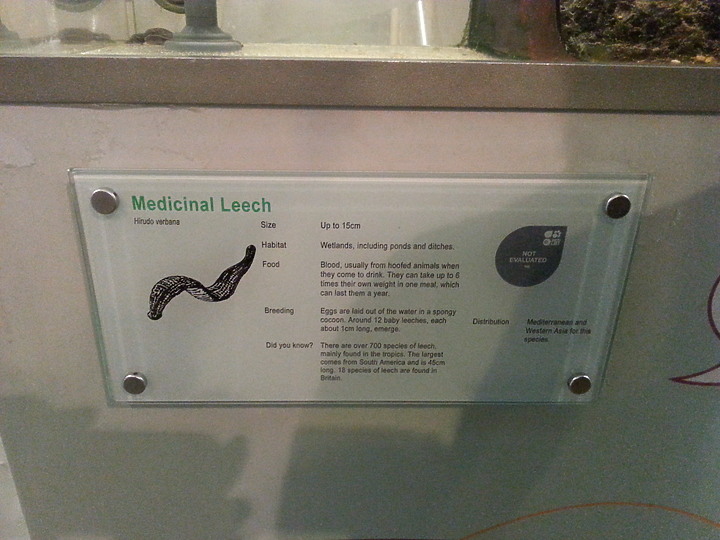 Medicinal Leech
Hirudo verbana
Size Up to 15cm
Habitat Wetlands, including ponds and ditches.
Food Blood, usually from hoofed animals when
they come to drink. They can take up to 6
times their own weight in one meal, which
can last them a year.
Breeding Eggs are laid out of the water in a spongy
cocoon. Around 12 baby leeches, each
about 1cm long, emerge.
Did you know? There are over 700 species of leech,
mainly found in the tropics. The largest
comes from South America and is 45cm
long. 18 species of leech are found in
Britain.
NOT
EVALUATED
NE
Distribution Mediterranean and
Western Asia for this
species.